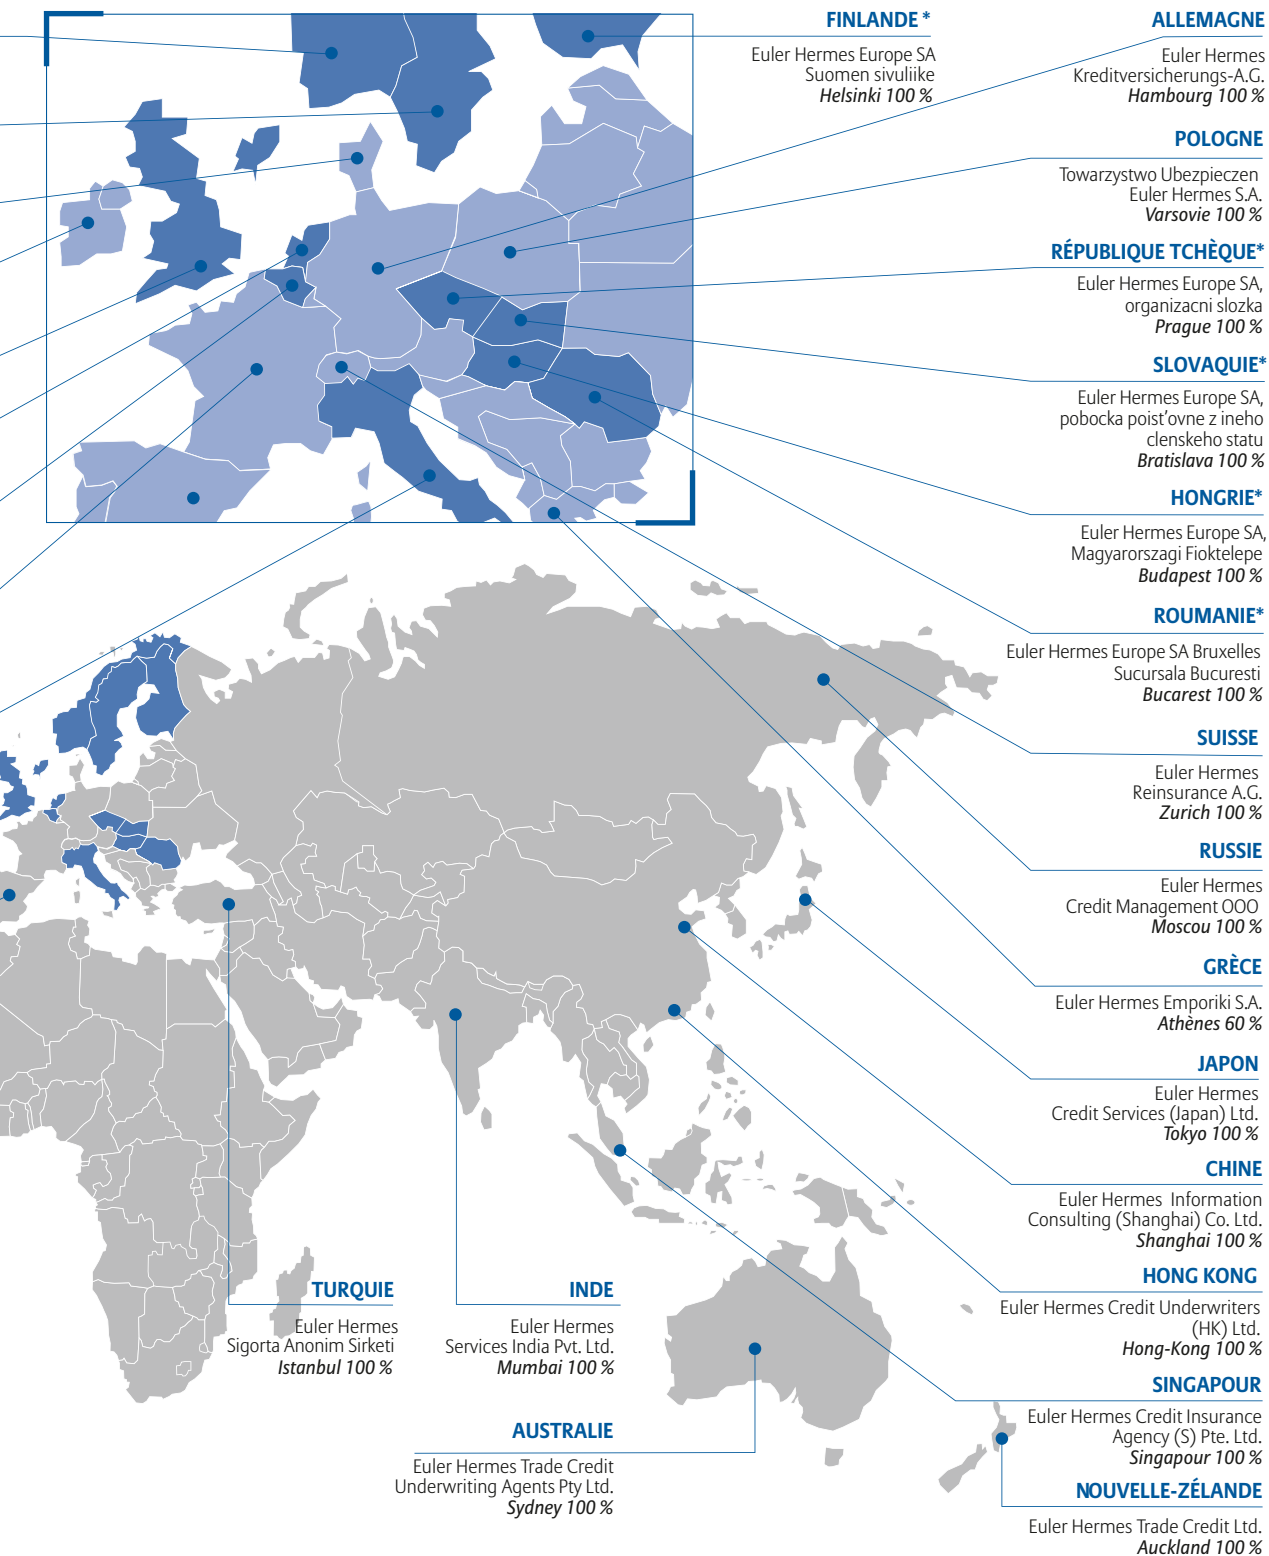 FINLANDE *
Euler Hermes Europe SA
Suomen sivuliike
Helsinki 100 %
ALLEMAGNE
Euler Hermes
Kreditversicherungs-A.G.
Hambourg 100 %
POLOGNE
Towarzystwo Ubezpieczen
Euler Hermes S.A.
Varsovie 100 %
RÉPUBLIQUE TCHÈQUE*
Euler Hermes Europe SA,
organizacni slozka
Prague 100 %
SLOVAQUIE*
Euler Hermes Europe SA,
pobocka poist'ovne z ineho
clenskeho statu
Bratislava 100 %
HONGRIE*
Euler Hermes Europe SA,
Magyarorszagi Fioktelepe
Budapest 100 %
ROUMANIE*
Euler Hermes Europe SA Bruxelles
Sucursala Bucuresti
Bucarest 100 %
SUISSE
Euler Hermes
Reinsurance A.G.
Zurich 100 %
RUSSIE
Euler Hermes
Credit Management OOO
Moscou 100 %
GRÈCE
Euler Hermes Emporiki S.A.
Athènes 60 %
JAPON
Euler Hermes
Credit Services (Japan) Ltd.
Tokyo 100 %
CHINE
Euler Hermes Information
Consulting (Shanghai) Co. Ltd.
Shanghai 100 %
HONG KONG
Euler Hermes Credit Underwriters
(HK) Ltd.
Hong-Kong 100 %
SINGAPOUR
Euler Hermes Credit Insurance
Agency (S) Pte. Ltd.
Singapour 100 %
NOUVELLE-ZÉLANDE
Euler Hermes Trade Credit Ltd.
Auckland 100 %
TURQUIE
Euler Hermes
Sigorta Anonim Sirketi
Istanbul 100 %
INDE
Euler Hermes
Services India Pvt. Ltd.
Mumbai 100 %
AUSTRALIE
Euler Hermes Trade Credit
Underwriting Agents Pty Ltd.
Sydney 100 %